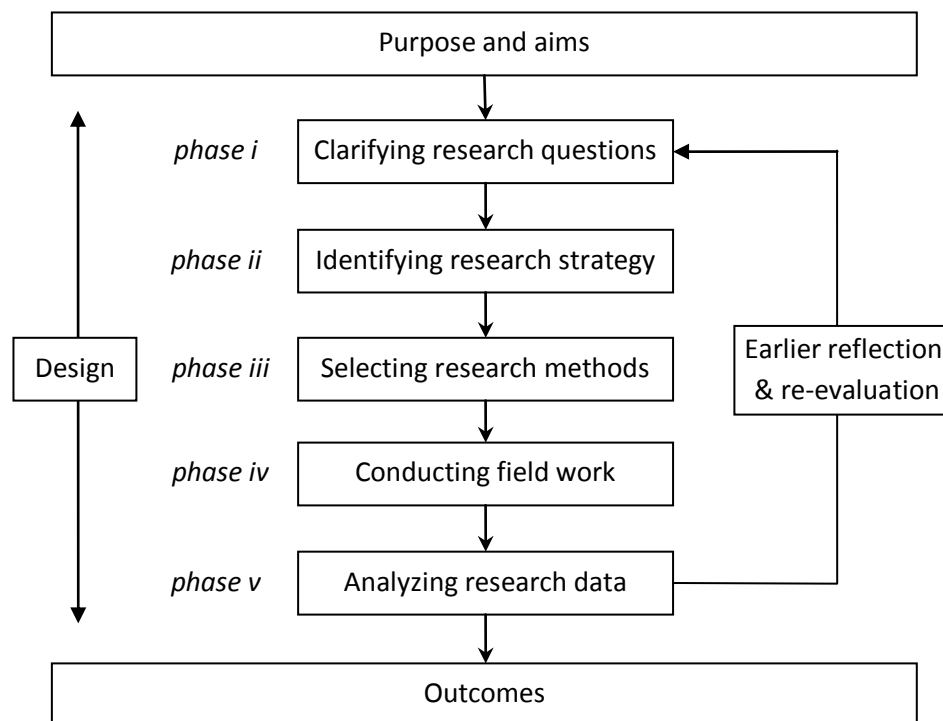 Purpose and aims
phase i
Clarifying research questions
phase ii
Identifying research strategy
Design
phase iii
Selecting research methods
Earlier reflection
& re-evaluation
phase iv
Conducting field work
phase v
Analyzing research data
Outcomes